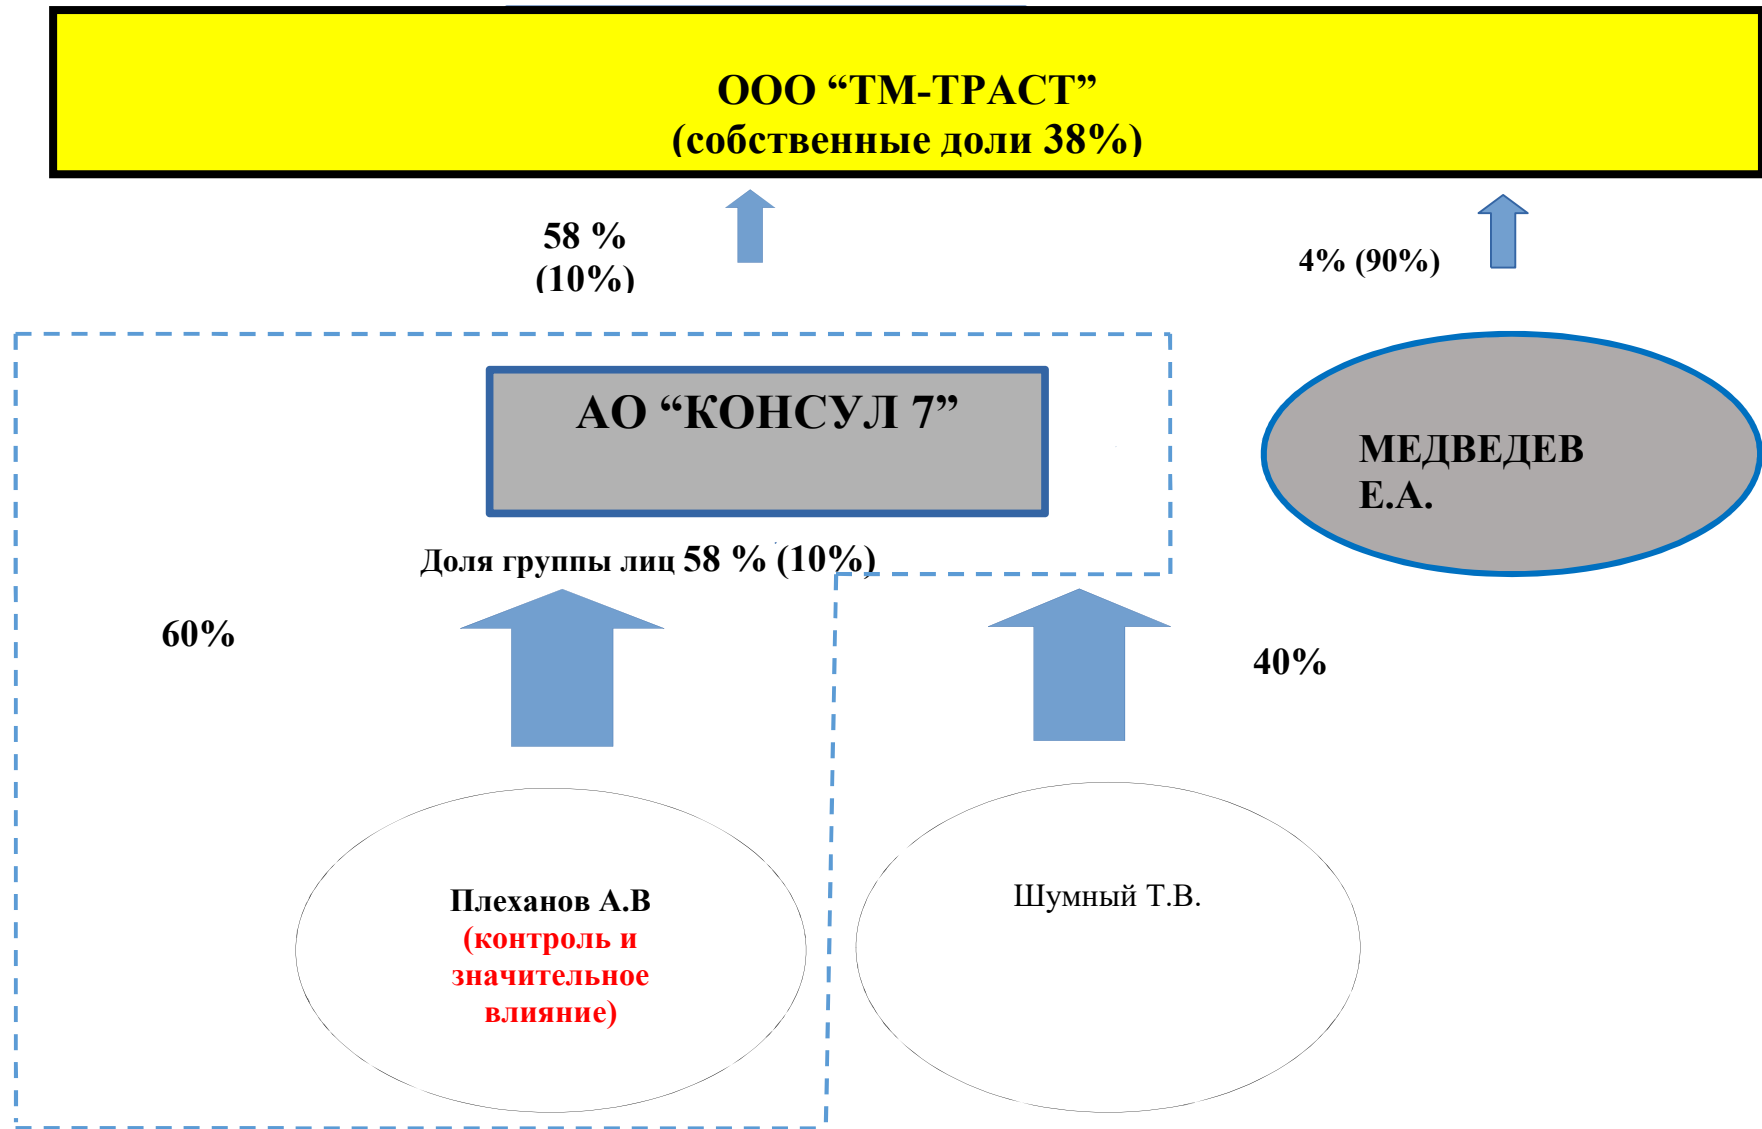 ООО “ТМ-ТРАСТ”
(собственные доли 38%)
58 %
(10%)
4% (90%)
АО “КОНСУЛ 7”
МЕДВЕДЕВ
Е.А.
Доля группы лиц 58 % (10%)
60%
40%
Плеханов А.В
(контроль и
значительное
влияние)
Шумный Т.В.